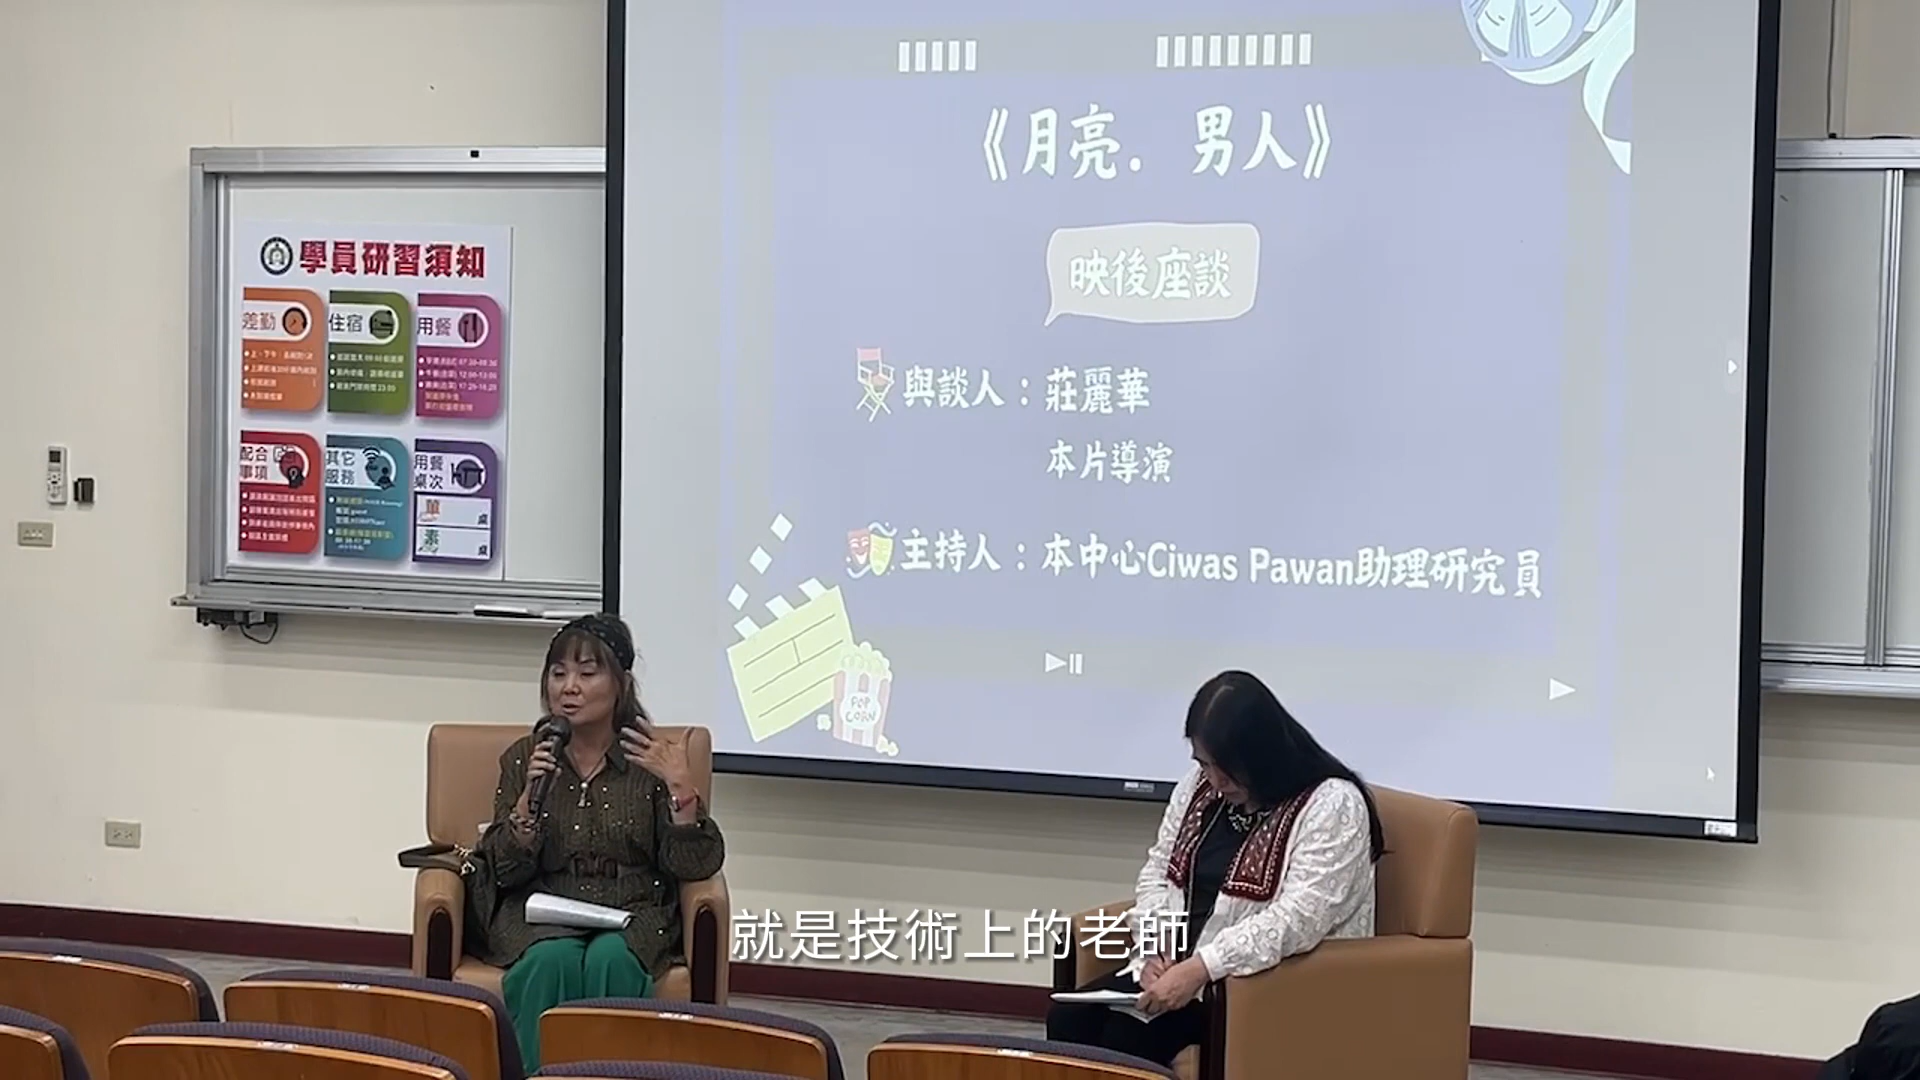 《月亮．男人》
映後座談
與談人：莊麗華
本片導演
主持人：本中心Ciwas Pawan助理研究員
POP
CORN
學員研習須知
差勤
住宿
用餐
配合
事項
其它
服務
用餐
桌次
葷
桌
素
桌
就是技術上的老師